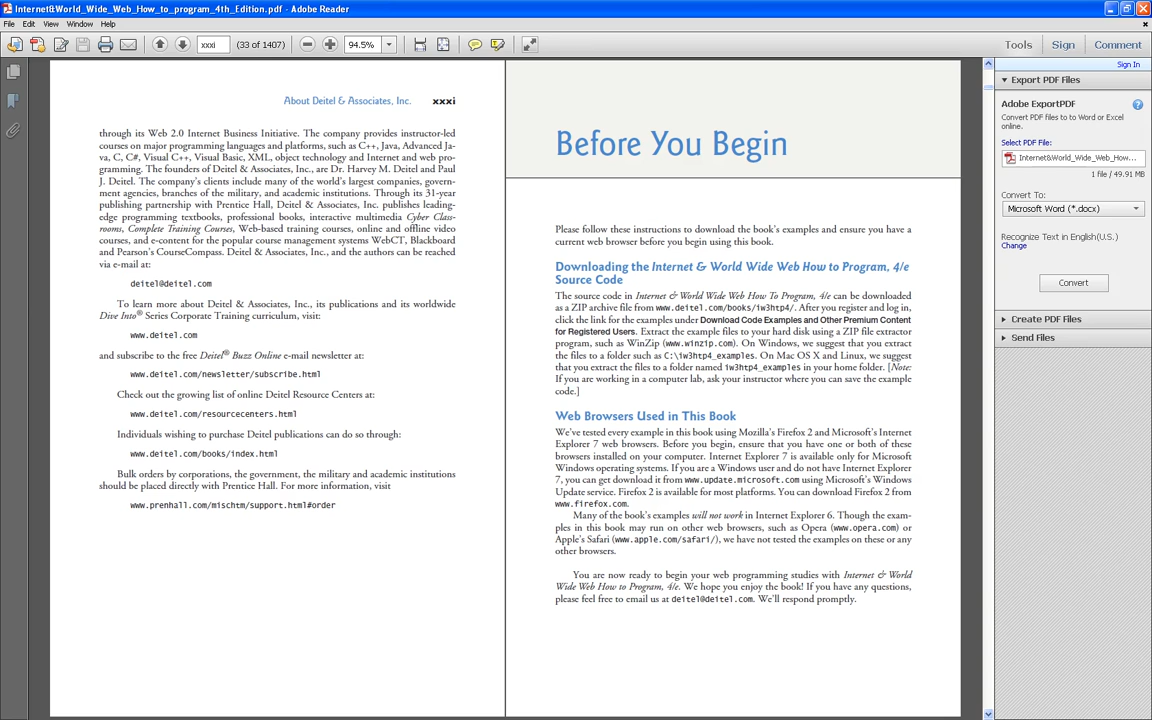 Internet&World_Wide_Web_How_to_program_4th_Edition.pdf - Adobe Reader
File Edit View Window Help
xxxi (33 of 1407) 94.5% Tools Sign Comment
Sign In
Export PDF Files
Adobe ExportPDF
Convert PDF files to to Word or Excel
online.
Select PDF File:
Internet&World_Wide_Web_How...
1 file / 49.91 MB
Convert To:
Microsoft Word (*.docx)
Recognize Text in English(U.S.)
Change
Convert
Create PDF Files
Send Files
About Deitel & Associates, Inc. xxxi
through its Web 2.0 Internet Business Initiative. The company provides instructor-led
courses on major programming languages and platforms, such as C++, Java, Advanced Ja-
va, C, C#, Visual C++, Visual Basic, XML, object technology and Internet and web pro-
gramming. The founders of Deitel & Associates, Inc., are Dr. Harvey M. Deitel and Paul
J. Deitel. The company's clients include many of the world's largest companies, govern-
ment agencies, branches of the military, and academic institutions. Through its 31-year
publishing partnership with Prentice Hall, Deitel & Associates, Inc. publishes leading-
edge programming textbooks, professional books, interactive multimedia Cyber Class-
rooms, Complete Training Courses, Web-based training courses, online and offline video
courses, and e-content for the popular course management systems WebCT, Blackboard
and Pearson's CourseCompass. Deitel & Associates, Inc., and the authors can be reached
via e-mail at:
deitel@deitel.com
To learn more about Deitel & Associates, Inc., its publications and its worldwide
Dive Into® Series Corporate Training curriculum, visit:
www.deitel.com
and subscribe to the free Deitel® Buzz Online e-mail newsletter at:
www.deitel.com/newsletter/subscribe.html
Check out the growing list of online Deitel Resource Centers at:
www.deitel.com/resourcecenters.html
Individuals wishing to purchase Deitel publications can do so through:
www.deitel.com/books/index.html
Bulk orders by corporations, the government, the military and academic institutions
should be placed directly with Prentice Hall. For more information, visit
www.prenhall.com/mischtm/support.html#order
Before You Begin
Please follow these instructions to download the book's examples and ensure you have a
current web browser before you begin using this book.
Downloading the Internet & World Wide Web How to Program, 4/e
Source Code
The source code in Internet & World Wide Web How To Program, 4/e can be downloaded
as a ZIP archive file from www.deitel.com/books/iw3htp4/. After you register and log in,
click the link for the examples under Download Code Examples and Other Premium Content
for Registered Users. Extract the example files to your hard disk using a ZIP file extractor
program, such as WinZip (www.winzip.com). On Windows, we suggest that you extract
the files to a folder such as C:\iw3htp4_examples. On Mac OS X and Linux, we suggest
that you extract the files to a folder named iw3htp4_examples in your home folder. [Note:
If you are working in a computer lab, ask your instructor where you can save the example
code.]
Web Browsers Used in This Book
We've tested every example in this book using Mozilla's Firefox 2 and Microsoft's Internet
Explorer 7 web browsers. Before you begin, ensure that you have one or both of these
browsers installed on your computer. Internet Explorer 7 is available only for Microsoft
Windows operating systems. If you are a Windows user and do not have Internet Explorer
7, you can get download it from www.update.microsoft.com using Microsoft's Windows
Update service. Firefox 2 is available for most platforms. You can download Firefox 2 from
www.firefox.com.
Many of the book's examples will not work in Internet Explorer 6. Though the exam-
ples in this book may run on other web browsers, such as Opera (www.opera.com) or
Apple's Safari (www.apple.com/safari/), we have not tested the examples on these or any
other browsers.
You are now ready to begin your web programming studies with Internet & World
Wide Web How to Program, 4/e. We hope you enjoy the book! If you have any questions,
please feel free to email us at deitel@deitel.com. We'll respond promptly.